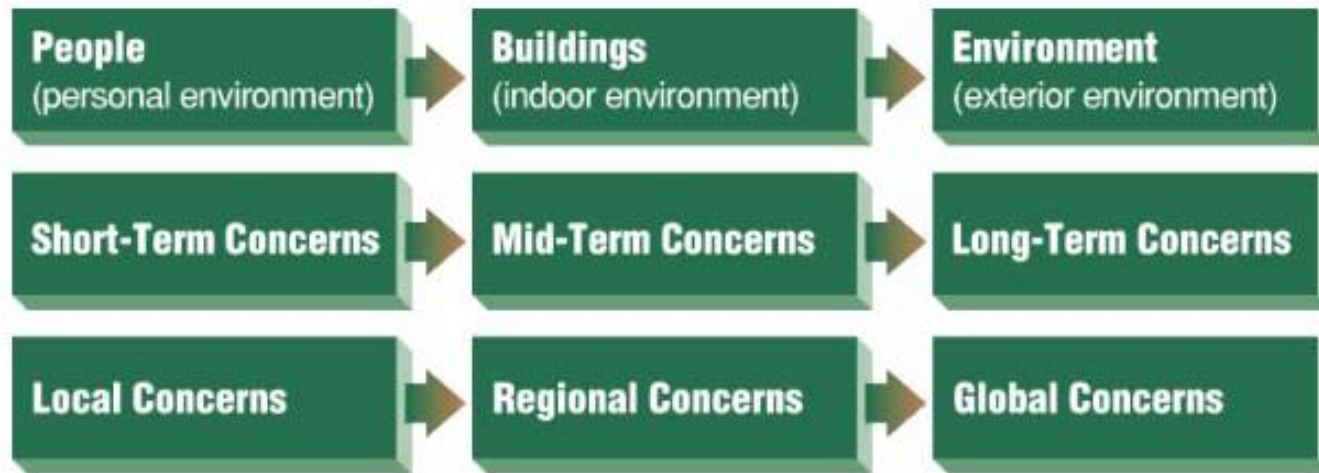 People
(personal environment)
Buildings
(indoor environment)
Environment
(exterior environment)
Short-Term Concerns
Mid-Term Concerns
Long-Term Concerns
Local Concerns
Regional Concerns
Global Concerns